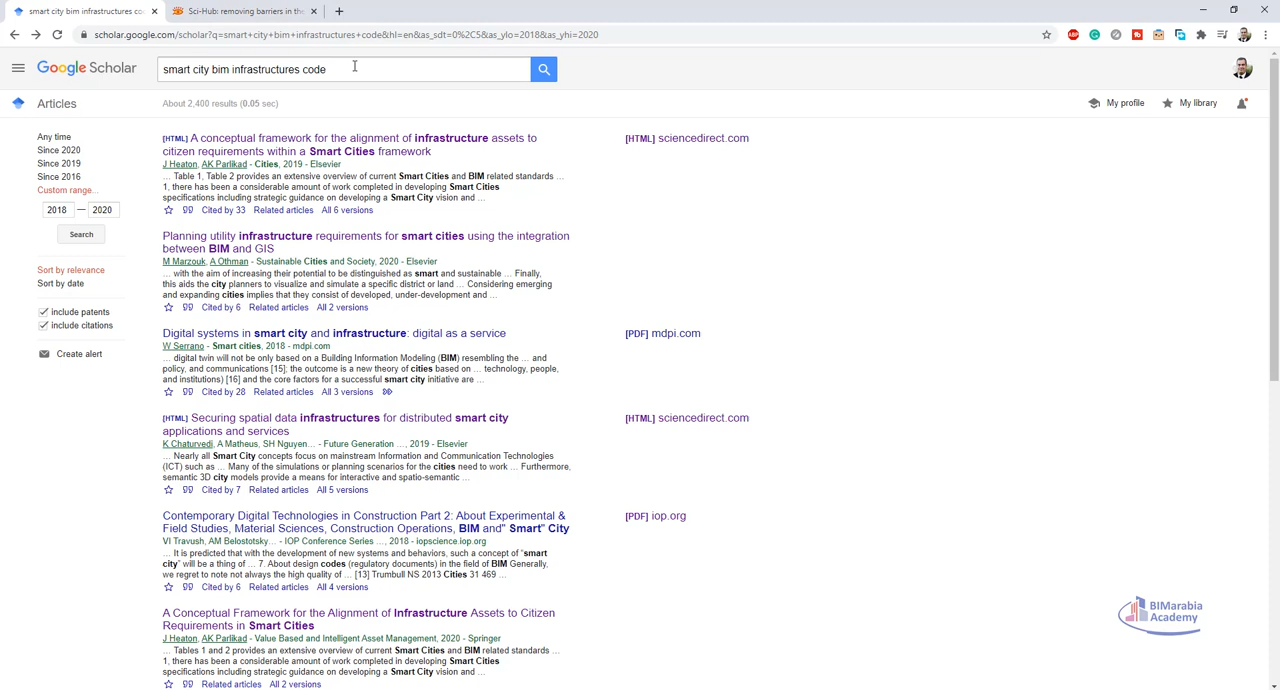 smart city bim infrastructures co
Sci-Hub: removing barriers in the
scholar.google.com/scholar?q=smart+city+bim+infrastructures+code&hl=en&as_sdt=0%2C5&as_ylo=2018&as_yhi=2020
Google Scholar
smart city bim infrastructures code
Articles
About 2,400 results (0.05 sec)
My profile
My library
Any time
Since 2020
Since 2019
Since 2016
Custom range...
2018 — 2020
Search
Sort by relevance
Sort by date
include patents
include citations
Create alert
[HTML] A conceptual framework for the alignment of infrastructure assets to
citizen requirements within a Smart Cities framework
J Heaton, AK Parlikad - Cities, 2019 - Elsevier
... Table 1, Table 2 provides an extensive overview of current Smart Cities and BIM related standards ...
1, there has been a considerable amount of work completed in developing Smart Cities
specifications including strategic guidance on developing a Smart City vision and ...
Cited by 33 Related articles All 6 versions
[HTML] sciencedirect.com
Planning utility infrastructure requirements for smart cities using the integration
between BIM and GIS
M Marzouk, A Othman - Sustainable Cities and Society, 2020 - Elsevier
... with the aim of increasing their potential to be distinguished as smart and sustainable ... Finally,
this aids the city planners to visualize and simulate a specific district or land ... Considering emerging
and expanding cities implies that they consist of developed, under-development and ...
Cited by 6 Related articles All 2 versions
Digital systems in smart city and infrastructure: digital as a service
W Serrano - Smart cities, 2018 - mdpi.com
... digital twin will not be only based on a Building Information Modeling (BIM) resembling the ... and
policy, and communications [15]; the outcome is a new theory of cities based on ... technology, people,
and institutions) [16] and the core factors for a successful smart city initiative are ...
Cited by 28 Related articles All 3 versions
[PDF] mdpi.com
[HTML] Securing spatial data infrastructures for distributed smart city
applications and services
K Chaturvedi, A Matheus, SH Nguyen... - Future Generation ..., 2019 - Elsevier
... Nearly all Smart City concepts focus on mainstream Information and Communication Technologies
(ICT) such as ... Many of the simulations or planning scenarios for the cities need to work ... Furthermore,
semantic 3D city models provide a means for interactive and spatio-semantic ...
Cited by 7 Related articles All 5 versions
[HTML] sciencedirect.com
Contemporary Digital Technologies in Construction Part 2: About Experimental &
Field Studies, Material Sciences, Construction Operations, BIM and" Smart" City
VI Travush, AM Belostotsky... - IOP Conference Series ..., 2018 - iopscience.iop.org
... It is predicted that with the development of new systems and behaviors, such a concept of "smart
city" will be a thing of ... 7. About design codes (regulatory documents) in the field of BIM Generally,
we regret to note not always the high quality of ... [13] Trumbull NS 2013 Cities 31 469 ...
Cited by 6 Related articles All 4 versions
[PDF] iop.org
A Conceptual Framework for the Alignment of Infrastructure Assets to Citizen
Requirements in Smart Cities
J Heaton, AK Parlikad - Value Based and Intelligent Asset Management, 2020 - Springer
... Tables 1 and 2 provides an extensive overview of current Smart Cities and BIM related standards ...
1, there has been a considerable amount of work completed in developing Smart Cities
specifications including strategic guidance on developing a Smart City vision and ...
Cited by 33 Related articles All 2 versions
BIMarabia
Academy